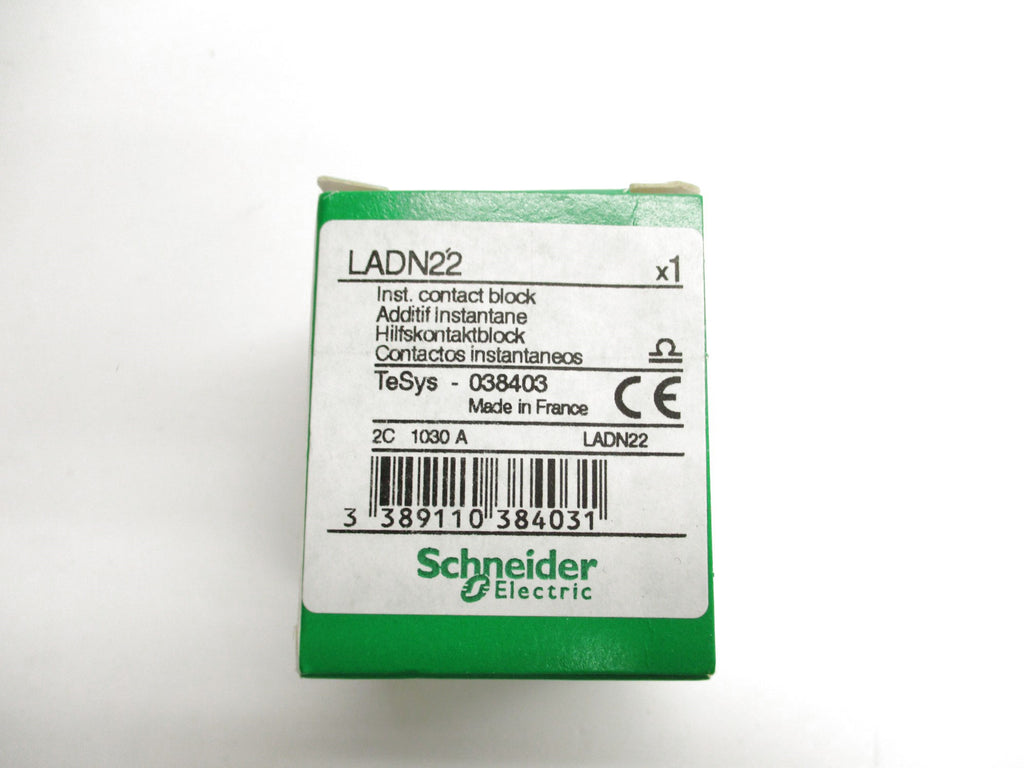 LADN22
x1
Inst. contact block
Additif instantane
Hilfskontaktblock
Contactos instantaneos
TeSys - 038403
Made in France
CE
2C 1030 A LADN22
3 389110 384031
Schneider
Electric